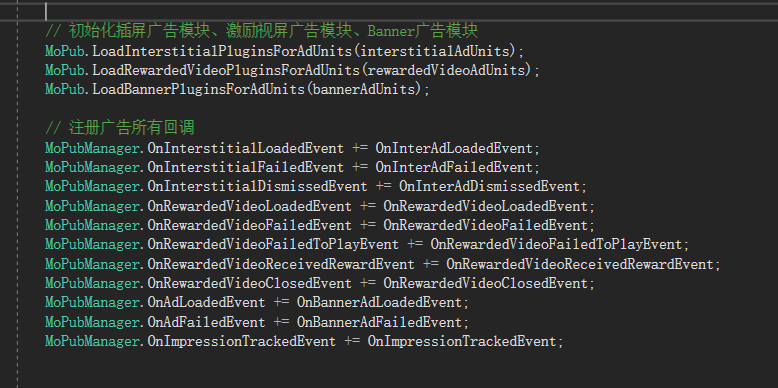 // 初始化插屏广告模块、激励视屏广告模块、Banner广告模块
MoPub.LoadInterstitialPluginsForAdUnits(interstitialAdUnits);
MoPub.LoadRewardedVideoPluginsForAdUnits(rewardedVideoAdUnits);
MoPub.LoadBannerPluginsForAdUnits(bannerAdUnits);
// 注册广告所有回调
MoPubManager.OnInterstitialLoadedEvent += OnInterAdLoadedEvent;
MoPubManager.OnInterstitialFailedEvent += OnInterAdFailedEvent;
MoPubManager.OnInterstitialDismissedEvent += OnInterAdDismissedEvent;
MoPubManager.OnRewardedVideoLoadedEvent += OnRewardedVideoLoadedEvent;
MoPubManager.OnRewardedVideoFailedEvent += OnRewardedVideoFailedEvent;
MoPubManager.OnRewardedVideoFailedToPlayEvent += OnRewardedVideoFailedToPlayEvent;
MoPubManager.OnRewardedVideoReceivedRewardEvent += OnRewardedVideoReceivedRewardEvent;
MoPubManager.OnRewardedVideoClosedEvent += OnRewardedVideoClosedEvent;
MoPubManager.OnAdLoadedEvent += OnBannerAdLoadedEvent;
MoPubManager.OnAdFailedEvent += OnBannerAdFailedEvent;
MoPubManager.OnImpressionTrackedEvent += OnImpressionTrackedEvent;